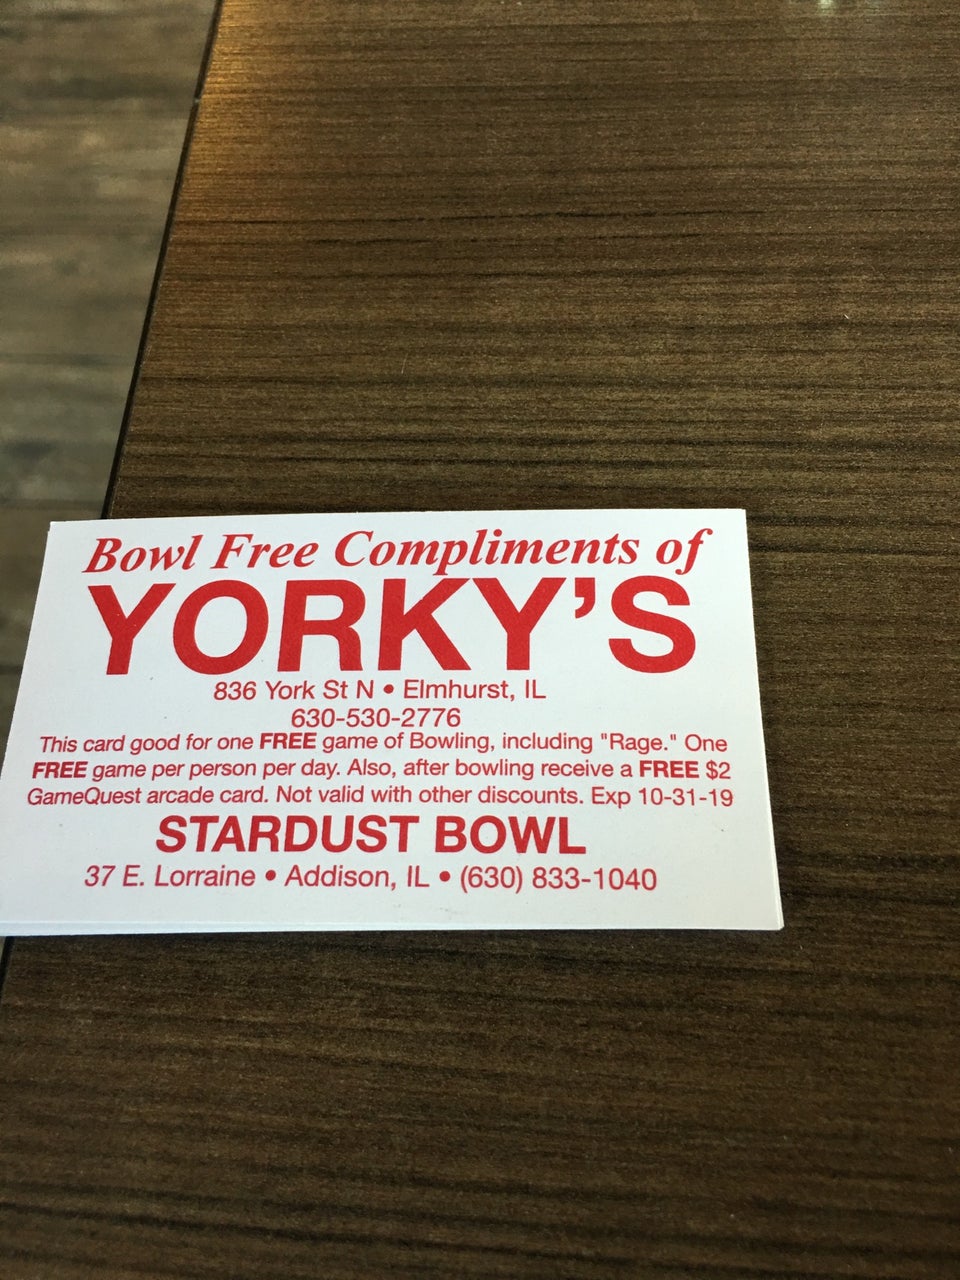 Bowl Free Compliments of
YORKY'S
836 York St N • Elmhurst, IL
630-530-2776
This card good for one FREE game of Bowling, including "Rage." One
FREE game per person per day. Also, after bowling receive a FREE $2
GameQuest arcade card. Not valid with other discounts. Exp 10-31-19
STARDUST BOWL
37 E. Lorraine • Addison, IL • (630) 833-1040